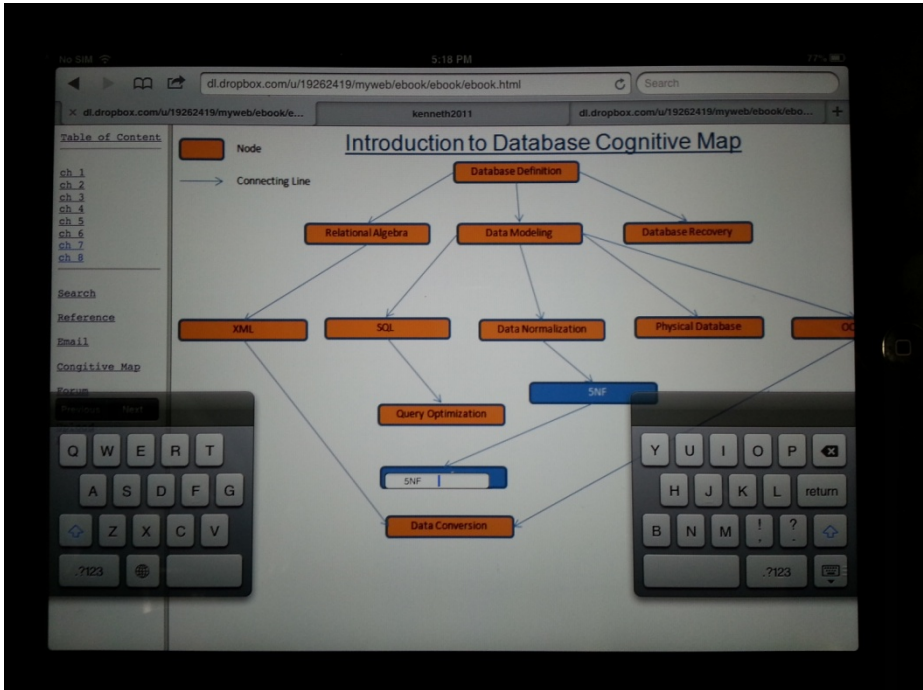 No SIM
5:18 PM
77%
dl.dropbox.com/u/19262419/myweb/ebook/ebook/ebook.html
Search
× dl.dropbox.com/u/19262419/myweb/ebook/e...
kenneth2011
dl.dropbox.com/u/19262419/myweb/ebook/ebo...
+
Table of Content
ch 1
ch 2
ch 3
ch 4
ch 5
ch 6
ch 7
ch 8
Search
Reference
Email
Congitive Map
Forum
Node
Connecting Line
Introduction to Database Cognitive Map
Database Definition
Relational Algebra
Data Modeling
Database Recovery
XML
SQL
Data Normalization
Physical Database
5NF
Query Optimization
5NF
Data Conversion
Previous Next
Q W E R T
A S D F G
Z X C V
.?123
Y U I O P
H J K L return
B N M ! , ? .
.?123